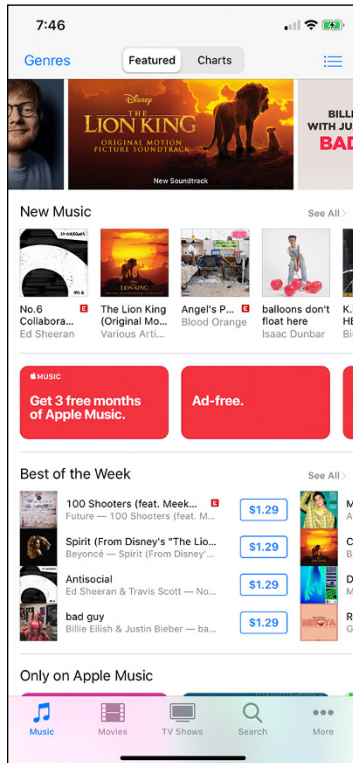 7:46
Genres
Featured
Charts
Disney
THE
LION KING
ORIGINAL MOTION
PICTURE SOUNDTRACK
New Soundtrack
BILLI
WITH JU
BAD
New Music
See All >
No.6
Collabora...
E
Ed Sheeran
The Lion King
(Original Mo...
Various Arti...
Angel's P...
E
Blood Orange
balloons don't
float here
Isaac Dunbar
K.
HE
Bi
MUSIC
Get 3 free months
of Apple Music.
Ad-free.
Best of the Week
See All >
100 Shooters (feat. Meek...
E
Future — 100 Shooters (feat. M...
$1.29
Spirit (From Disney's "The Lio...
Beyoncé — Spirit (From Disney'...
$1.29
Antisocial
Ed Sheeran & Travis Scott — No...
$1.29
bad guy
Billie Eilish & Justin Bieber — ba...
$1.29
Only on Apple Music
Music
Movies
TV Shows
Search
More